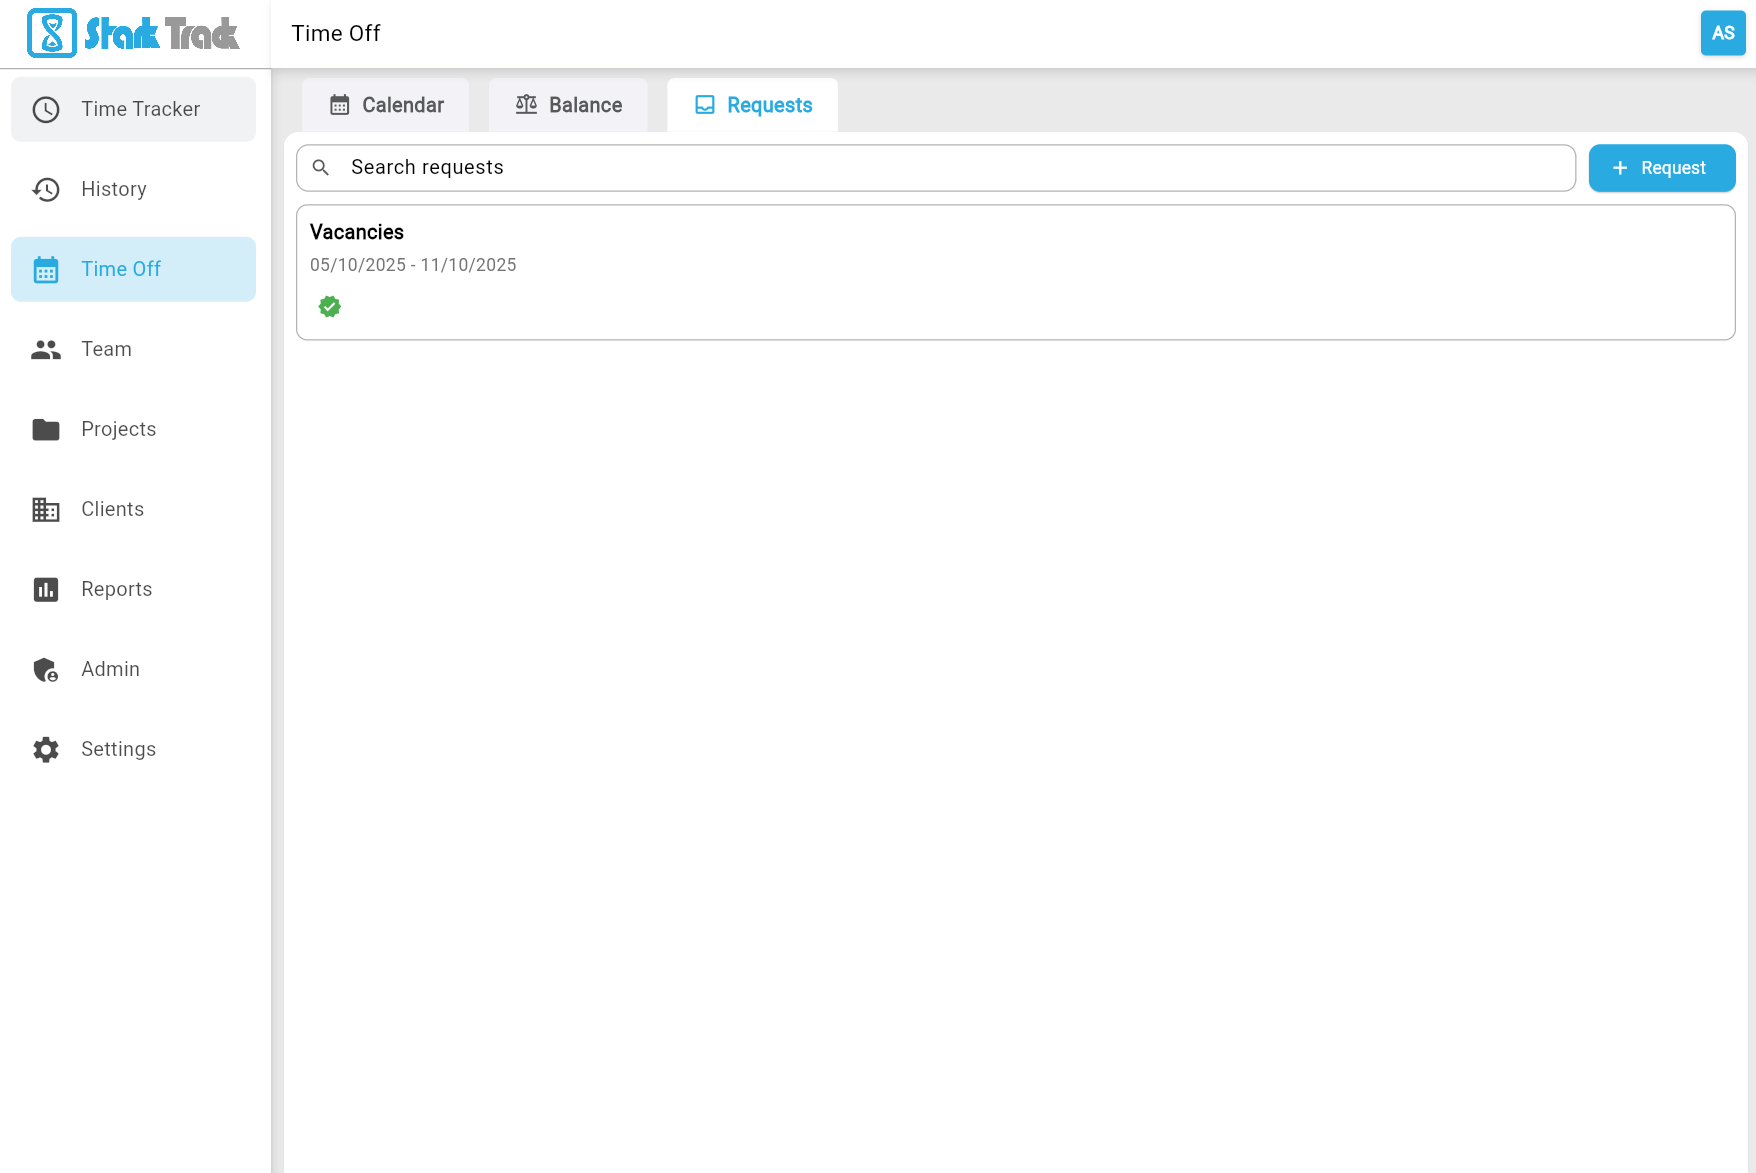 Stark Track
Time Off
AS
Time Tracker
History
Time Off
Team
Projects
Clients
Reports
Admin
Settings
Calendar
Balance
Requests
Search requests
+ Request
Vacancies
05/10/2025 - 11/10/2025